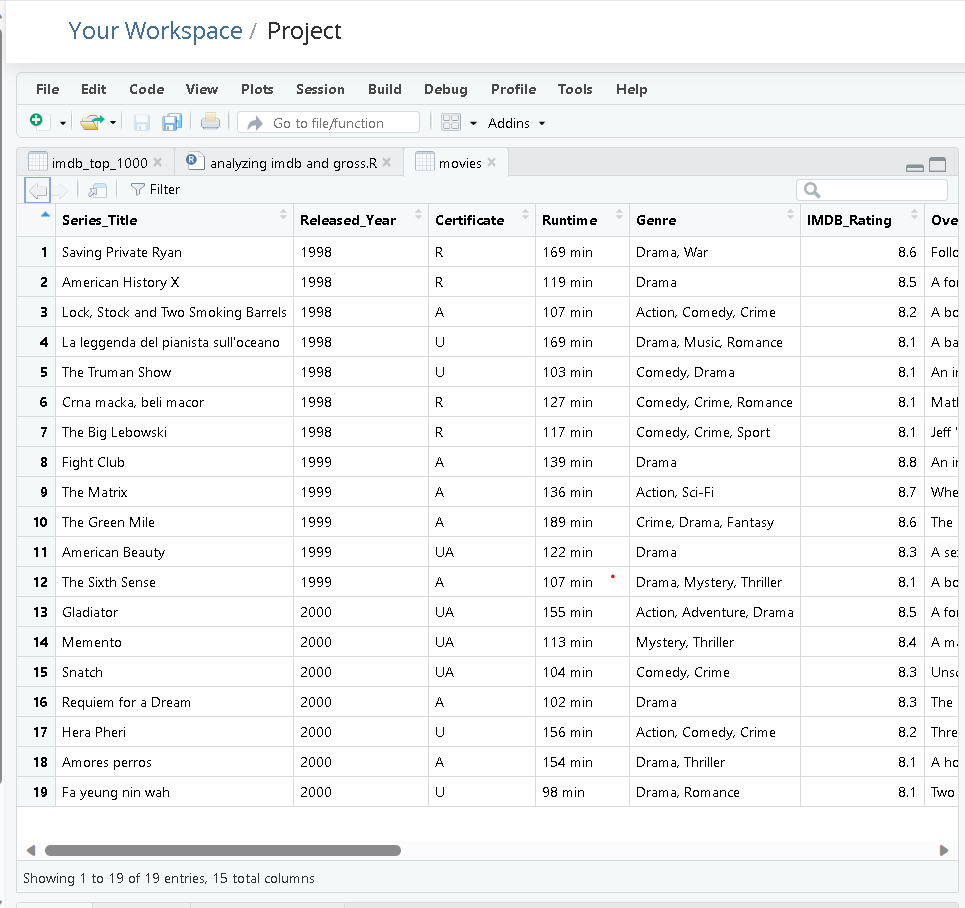 Your Workspace / Project
File Edit Code View Plots Session Build Debug Profile Tools Help
Go to file/function Addins
imdb_top_1000 analyzing imdb and gross.R movies
Filter
Series_Title Released_Year Certificate Runtime Genre IMDB_Rating Ove
1 Saving Private Ryan 1998 R 169 min Drama, War 8.6 Follo
2 American History X 1998 R 119 min Drama 8.5 A for
3 Lock, Stock and Two Smoking Barrels 1998 A 107 min Action, Comedy, Crime 8.2 A bo
4 La leggenda del pianista sull'oceano 1998 U 169 min Drama, Music, Romance 8.1 A ba
5 The Truman Show 1998 U 103 min Comedy, Drama 8.1 An in
6 Crna macka, beli macor 1998 R 127 min Comedy, Crime, Romance 8.1 Mat
7 The Big Lebowski 1998 R 117 min Comedy, Crime, Sport 8.1 Jeff "
8 Fight Club 1999 A 139 min Drama 8.8 An in
9 The Matrix 1999 A 136 min Action, Sci-Fi 8.7 Whe
10 The Green Mile 1999 A 189 min Crime, Drama, Fantasy 8.6 The
11 American Beauty 1999 UA 122 min Drama 8.3 A se
12 The Sixth Sense 1999 A 107 min Drama, Mystery, Thriller 8.1 A bo
13 Gladiator 2000 UA 155 min Action, Adventure, Drama 8.5 A for
14 Memento 2000 UA 113 min Mystery, Thriller 8.4 A m
15 Snatch 2000 UA 104 min Comedy, Crime 8.3 Unsc
16 Requiem for a Dream 2000 A 102 min Drama 8.3 The
17 Hera Pheri 2000 U 156 min Action, Comedy, Crime 8.2 Thre
18 Amores perros 2000 A 154 min Drama, Thriller 8.1 A ho
19 Fa yeung nin wah 2000 U 98 min Drama, Romance 8.1 Two
Showing 1 to 19 of 19 entries, 15 total columns